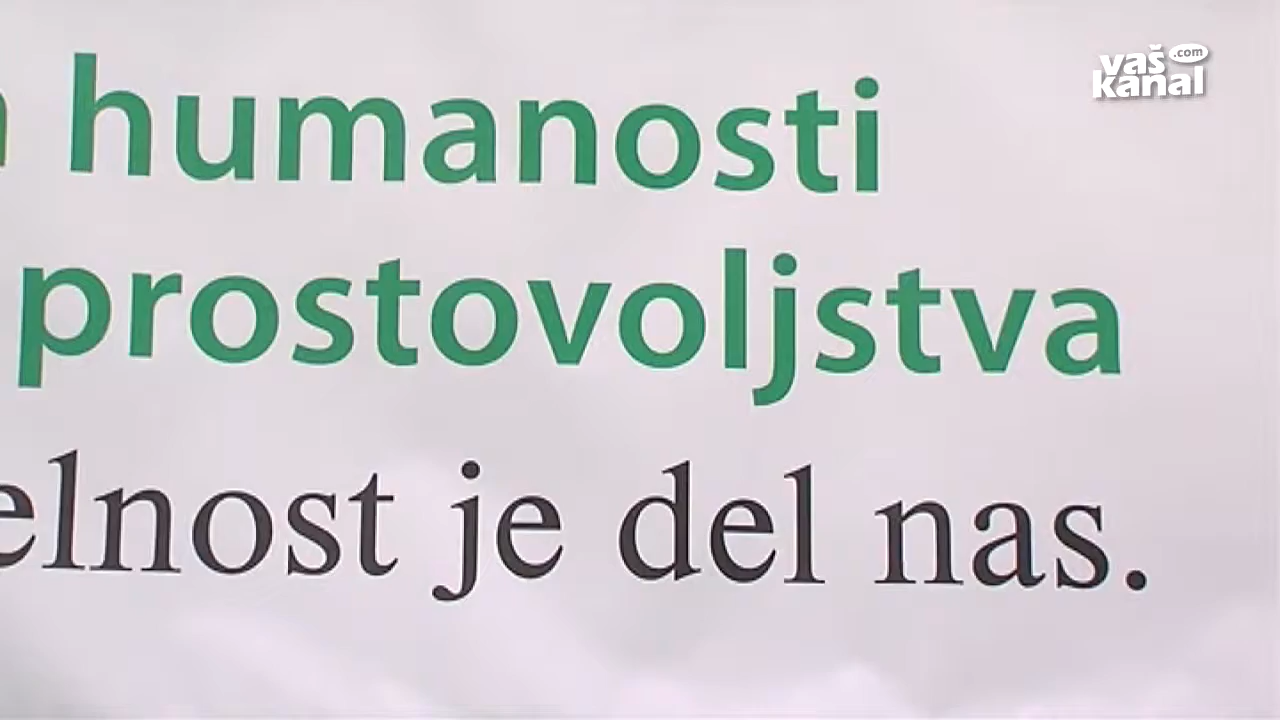 vaš .com
kanal
humanosti
prostovoljstva
elnost je del nas.